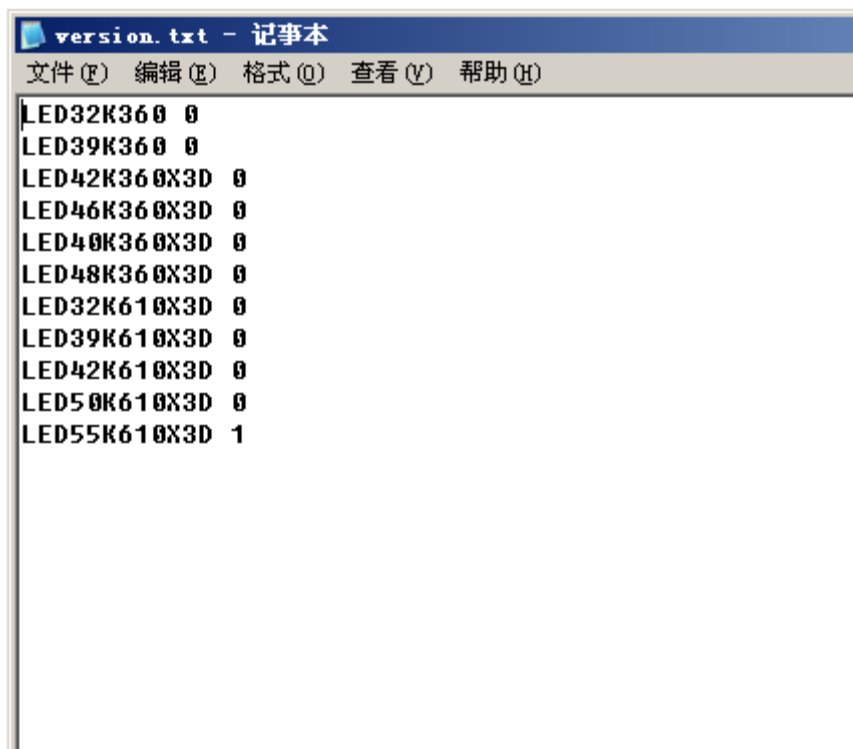 version.txt - 记事本
文件(F) 编辑(E) 格式(O) 查看(V) 帮助(H)
LED32K360 0
LED39K360 0
LED42K360X3D 0
LED46K360X3D 0
LED40K360X3D 0
LED48K360X3D 0
LED32K610X3D 0
LED39K610X3D 0
LED42K610X3D 0
LED50K610X3D 0
LED55K610X3D 1